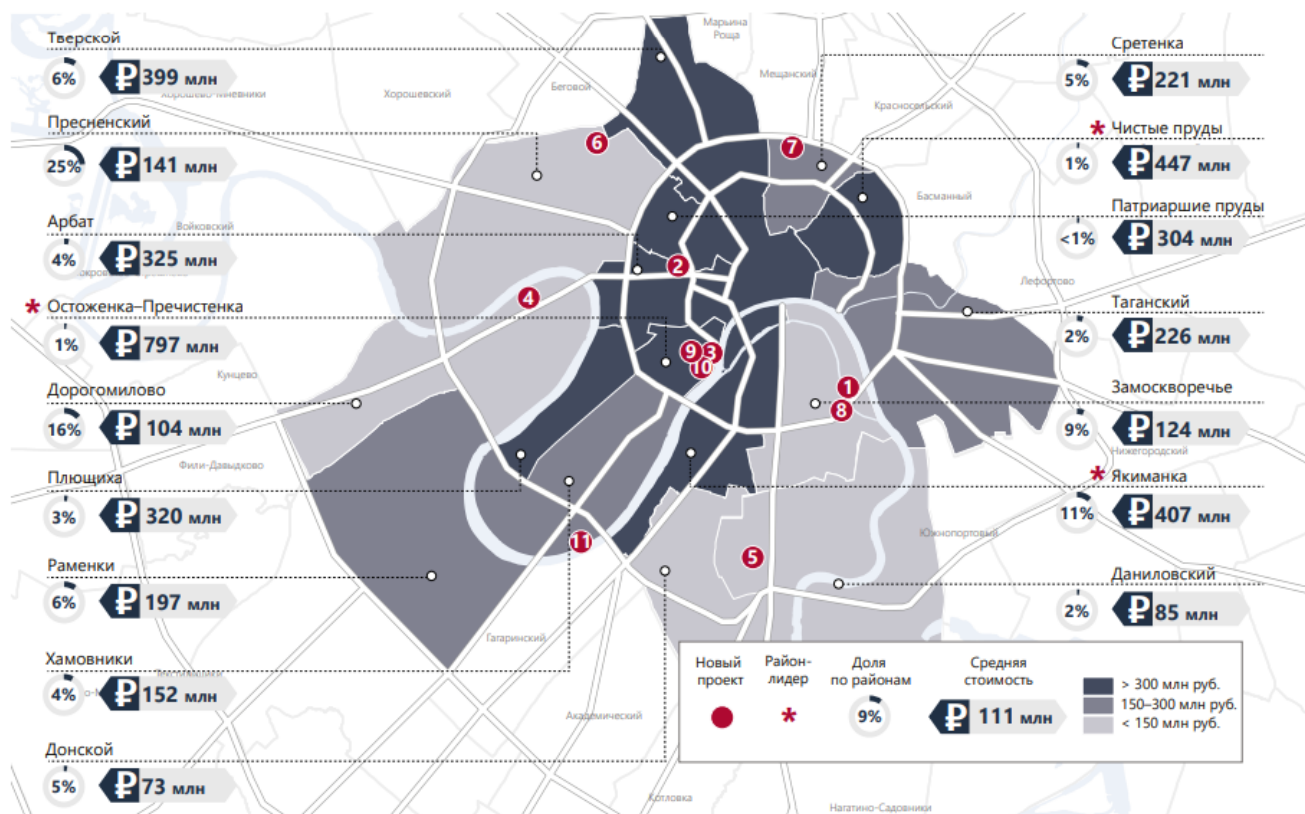 Тверской
6%
₽ 399 млн
Пресненский
25%
₽ 141 млн
Арбат
4%
₽ 325 млн
* Остоженка–Пречистенка
1%
₽ 797 млн
Дорогомилово
16%
₽ 104 млн
Плющиха
3%
₽ 320 млн
Раменки
6%
₽ 197 млн
Хамовники
4%
₽ 152 млн
Донской
5%
₽ 73 млн
Марьина
Роща
Мещанский
Беговой
Хорошевский
Хорошево-Мневники
Красносельский
Басманный
Войковский
Лефортово
Кунцево
Фили-Давыдково
Нижегородский
Южнопортовый
Гагаринский
Академический
Котловка
Нагатино-Садовники
6
7
2
4
9
3
10
1
8
11
5
Сретенка
5%
₽ 221 млн
* Чистые пруды
1%
₽ 447 млн
Патриаршие пруды
<1%
₽ 304 млн
Таганский
2%
₽ 226 млн
Замоскворечье
9%
₽ 124 млн
* Якиманка
11%
₽ 407 млн
Даниловский
2%
₽ 85 млн
Новый
проект
Район-
лидер
*
Доля
по районам
9%
Средняя
стоимость
₽ 111 млн
> 300 млн руб.
150–300 млн руб.
< 150 млн руб.